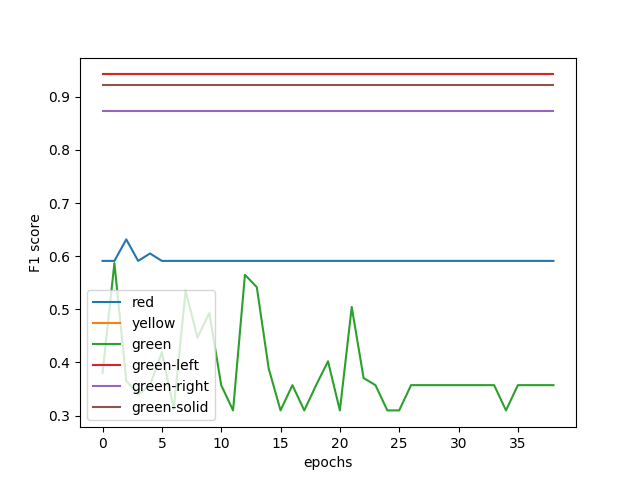 F1 score
0.9
0.8
0.7
0.6
0.5
0.4
0.3
red
yellow
green
green-left
green-right
green-solid
0 5 10 15 20 25 30 35
epochs